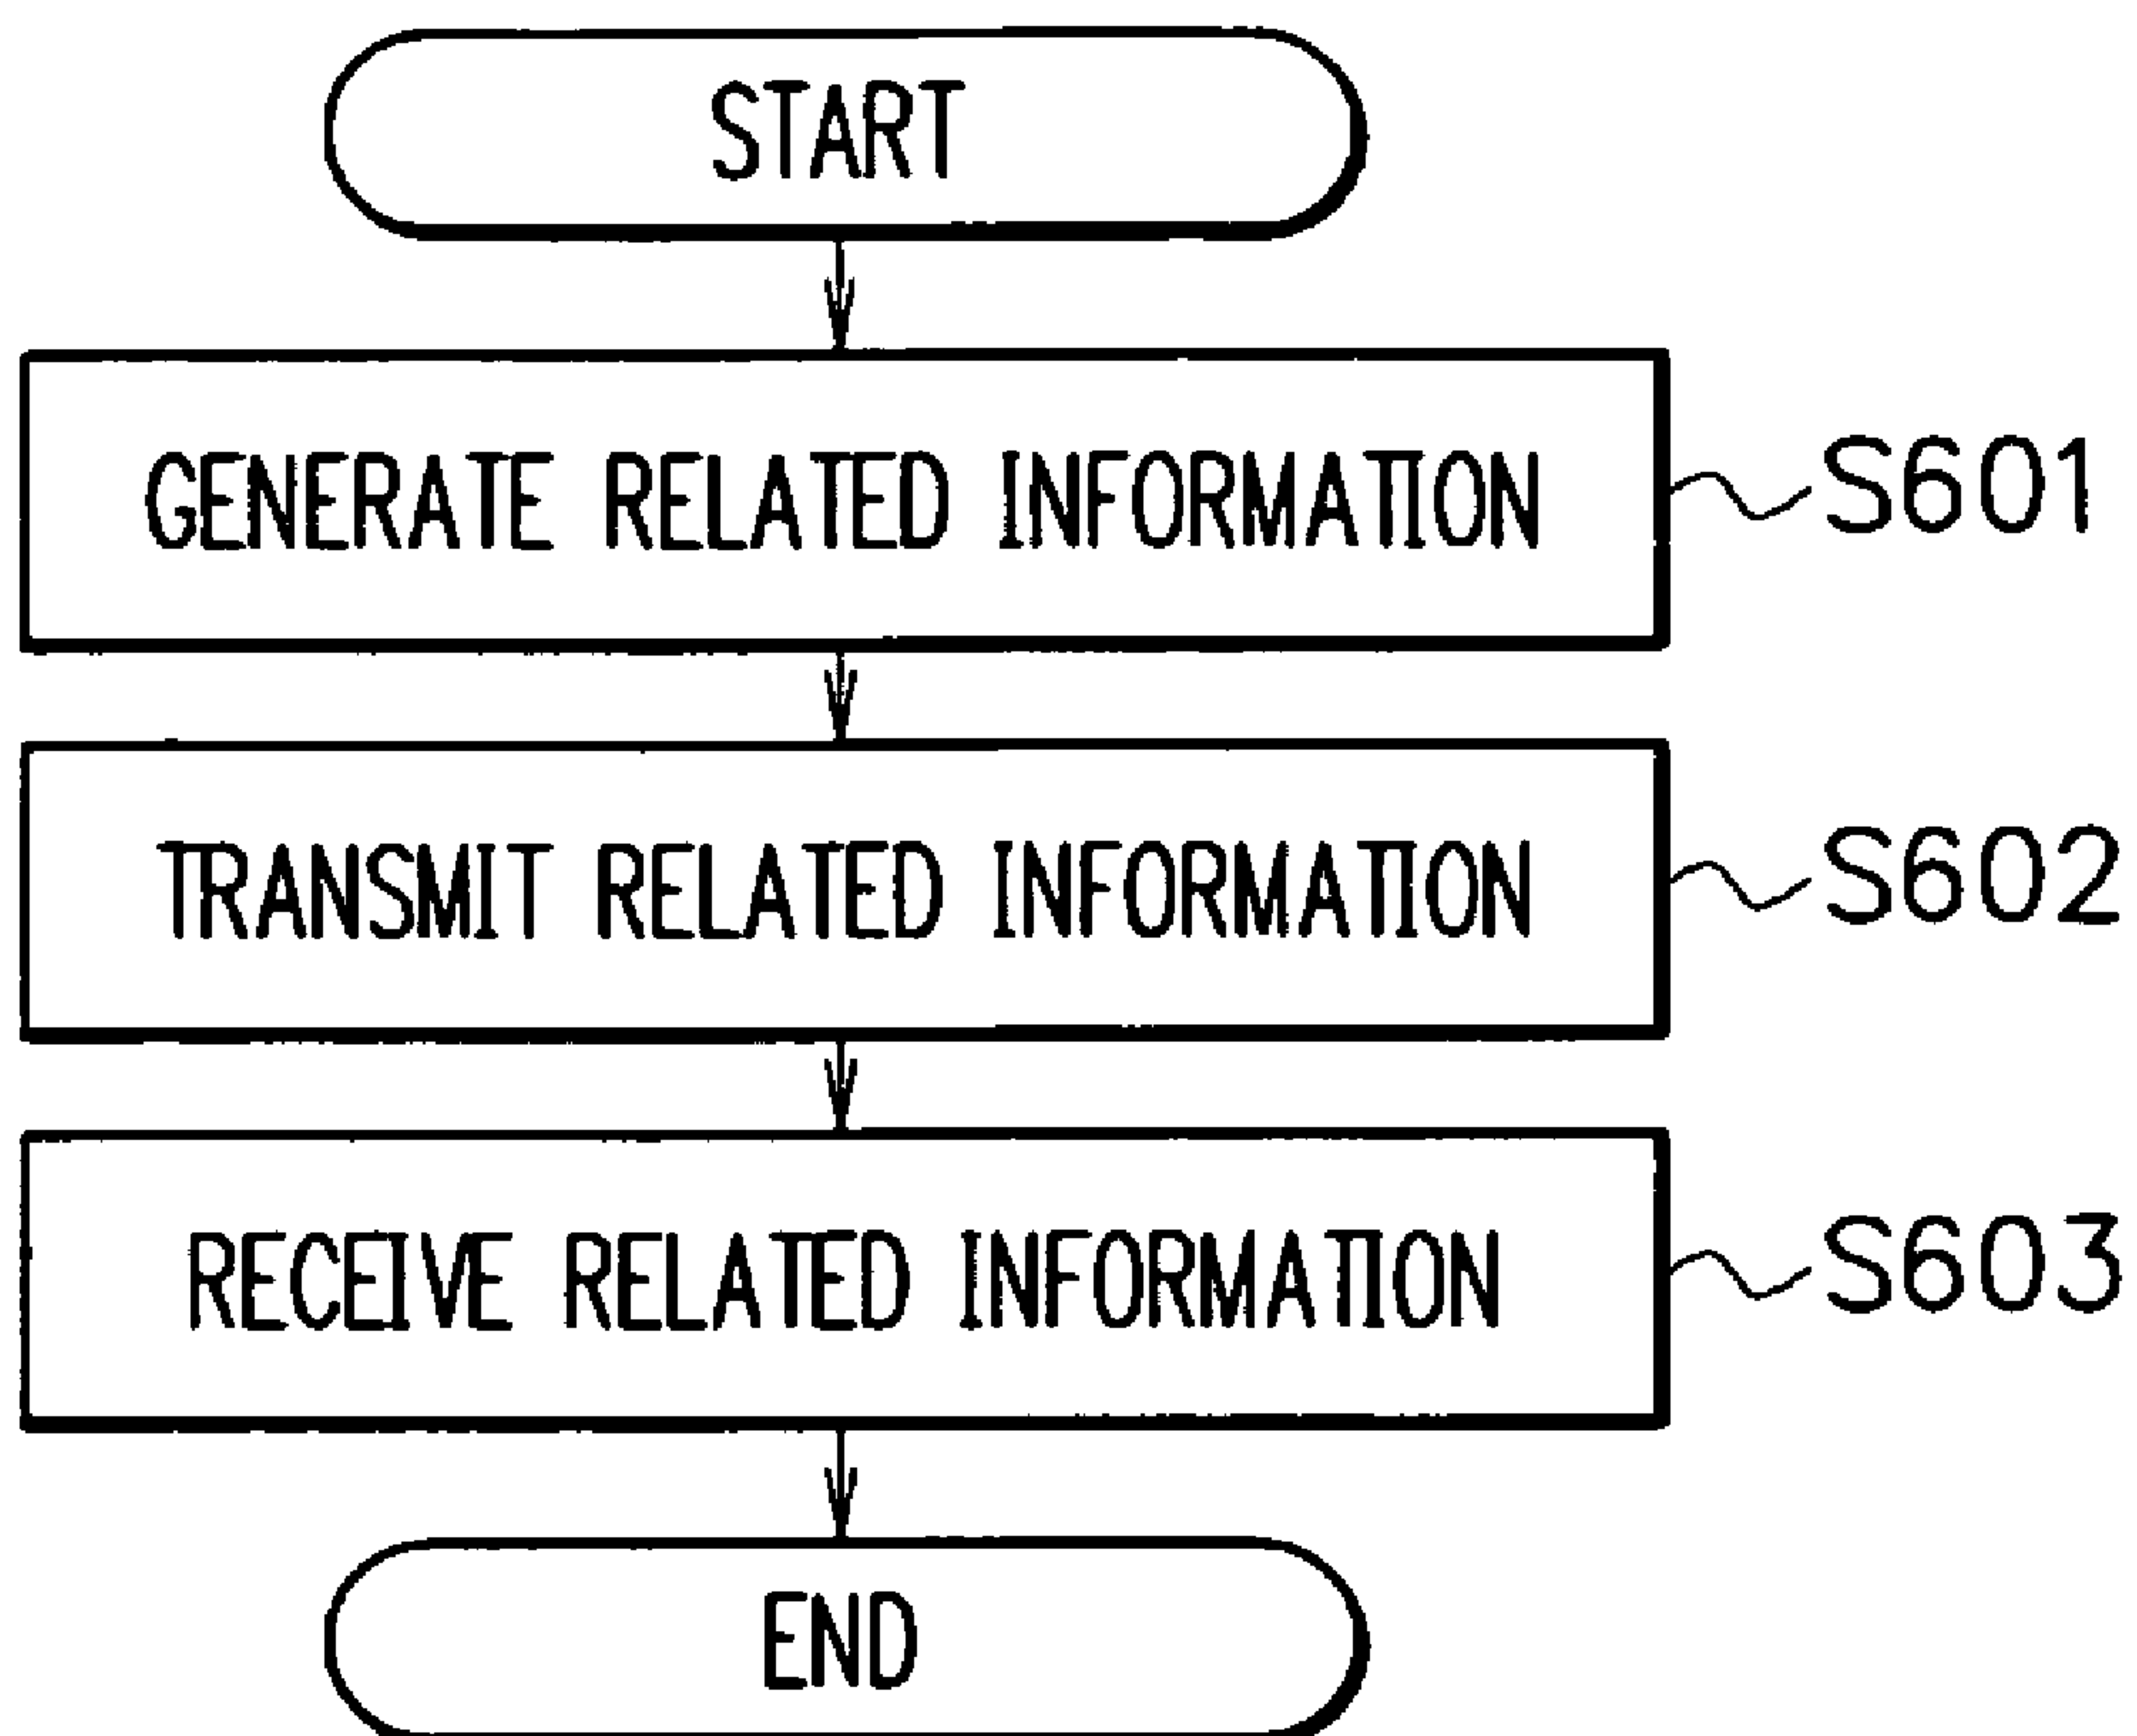 START
GENERATE RELATED INFORMATION S601
TRANSMIT RELATED INFORMATION S602
RECEIVE RELATED INFORMATION S603
END